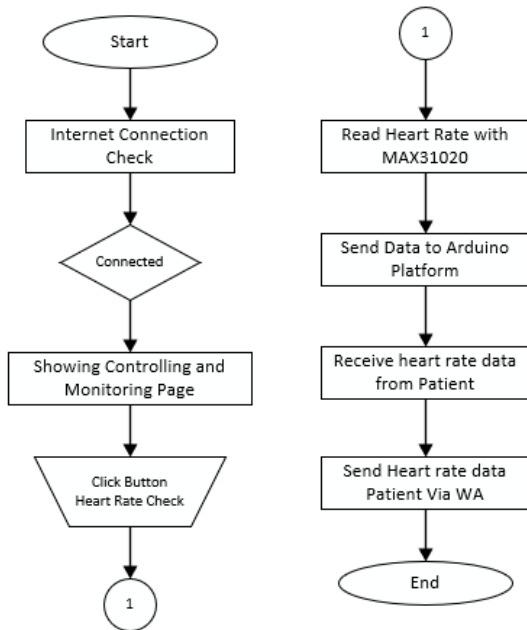 Start
Internet Connection
Check
Connected
Showing Controlling and
Monitoring Page
Click Button
Heart Rate Check
1
1
Read Heart Rate with
MAX31020
Send Data to Arduino
Platform
Receive heart rate data
from Patient
Send Heart rate data
Patient Via WA
End